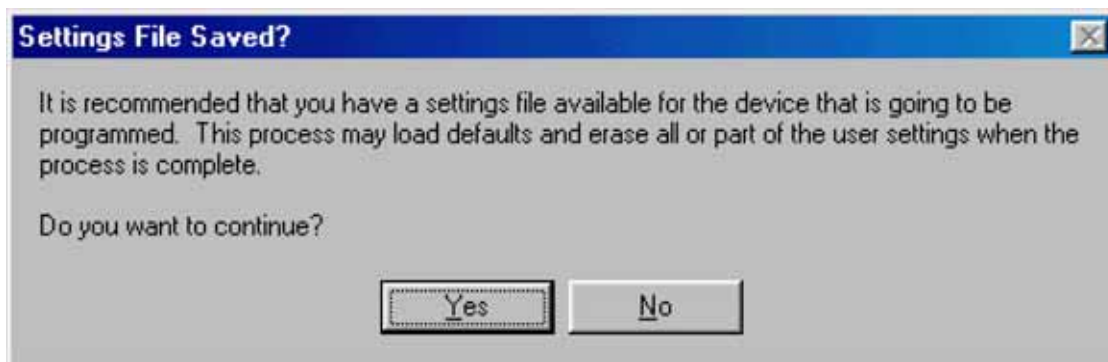 Settings File Saved?
It is recommended that you have a settings file available for the device that is going to be
programmed.  This process may load defaults and erase all or part of the user settings when the
process is complete.
Do you want to continue?
Yes
No